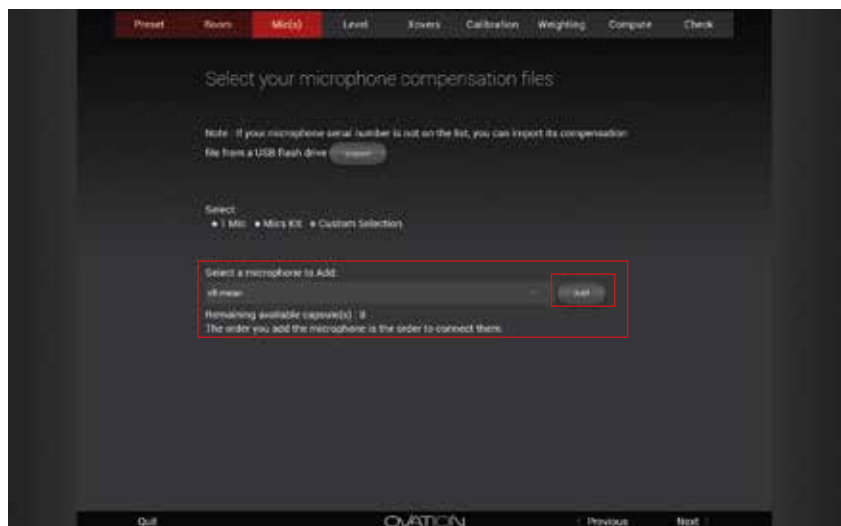 Preset Room Mic(s) Level Xovers Calibration Weighting Compute Check
Select your microphone compensation files
Note : If your microphone serial number is not on the list, you can import its compensation
file from a USB flash drive Import
Select
1 Mic Mics Kit Custom Selection
Select a microphone to Add:
Add
Remaining available capsule(s) : 8
The order you add the microphone is the order to connect them.
Quit OVATION Previous Next